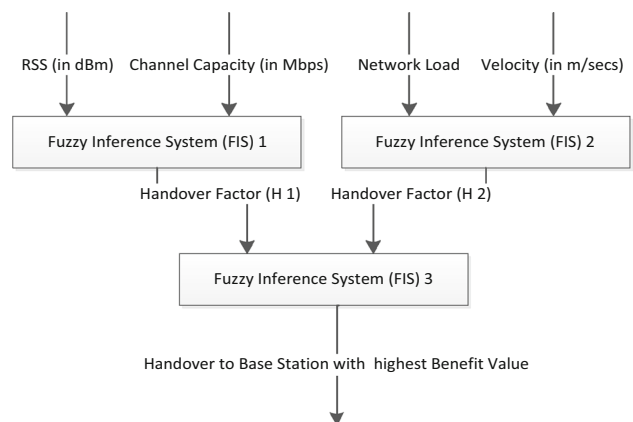 RSS (in dBm)
Channel Capacity (in Mbps)
Network Load
Velocity (in m/secs)
Fuzzy Inference System (FIS) 1
Fuzzy Inference System (FIS) 2
Handover Factor (H 1)
Handover Factor (H 2)
Fuzzy Inference System (FIS) 3
Handover to Base Station with highest Benefit Value